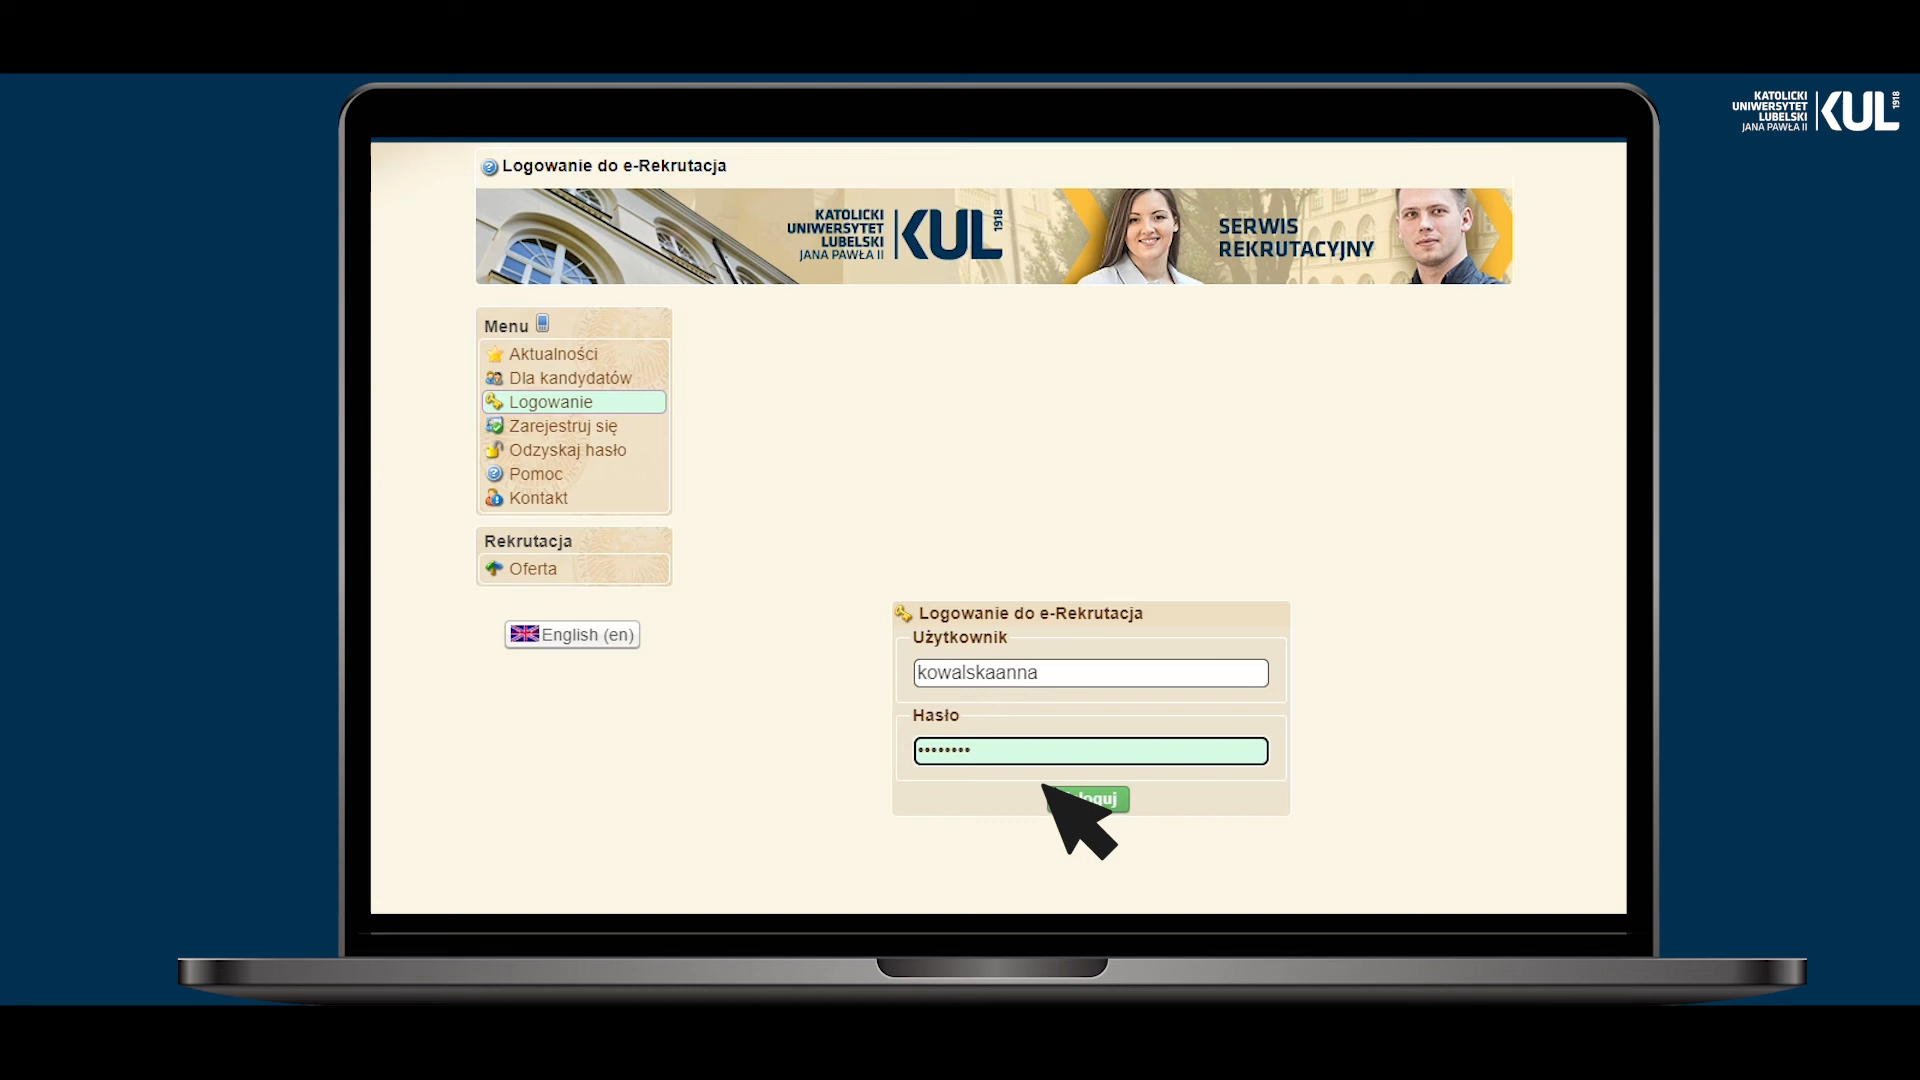 KATOLICKI
UNIWERSYTET
LUBELSKI
JANA PAWŁA II
KUL
1918
Logowanie do e-Rekrutacja
KATOLICKI
UNIWERSYTET
LUBELSKI
JANA PAWŁA II
KUL
1918
SERWIS
REKRUTACYJNY
Menu
Aktualności
Dla kandydatów
Logowanie
Zarejestruj się
Odzyskaj hasło
Pomoc
Kontakt
Rekrutacja
Oferta
English (en)
Logowanie do e-Rekrutacja
Użytkownik
kowalskaanna
Hasło
••••••••